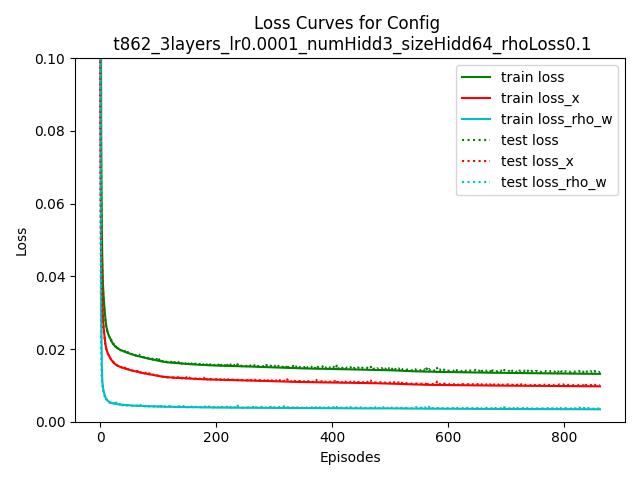 Loss Curves for Config
t862_3layers_lr0.0001_numHidd3_sizeHidd64_rhoLoss0.1
0.10
0.08
0.06
0.04
0.02
0.00
Loss
train loss
train loss_x
train loss_rho_w
test loss
test loss_x
test loss_rho_w
0
200
400
600
800
Episodes